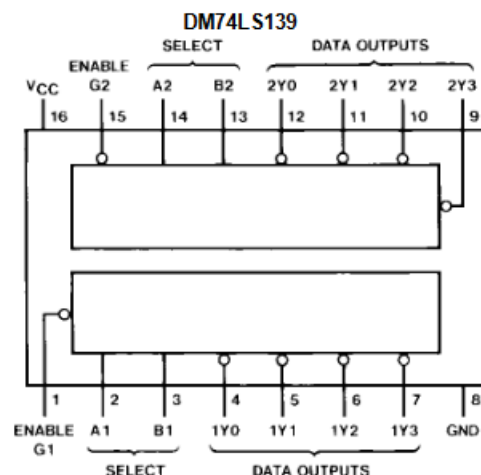 DM74LS139
SELECT DATA OUTPUTS
ENABLE
VCC G2 A2 B2 2Y0 2Y1 2Y2 2Y3
16 15 14 13 12 11 10 9
1 2 3 4 5 6 7 8
ENABLE A1 B1 1Y0 1Y1 1Y2 1Y3 GND
G1
SELECT DATA OUTPUTS